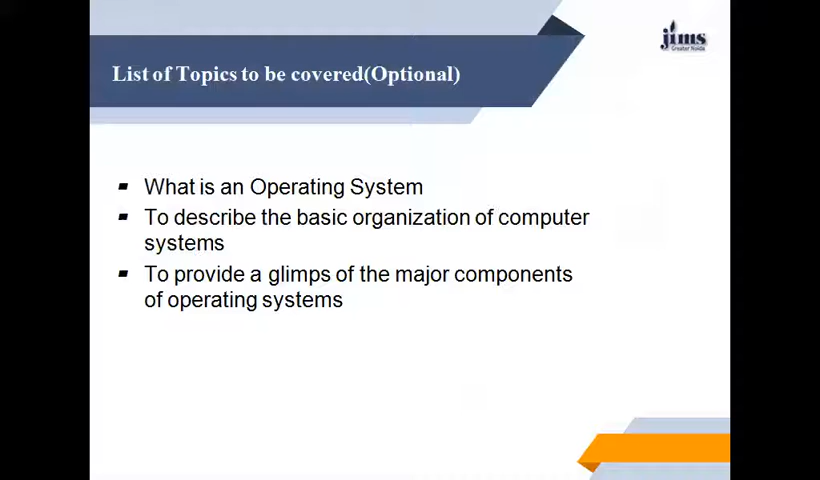 jims
Greater Noida
List of Topics to be covered(Optional)
What is an Operating System
To describe the basic organization of computer
systems
To provide a glimps of the major components
of operating systems